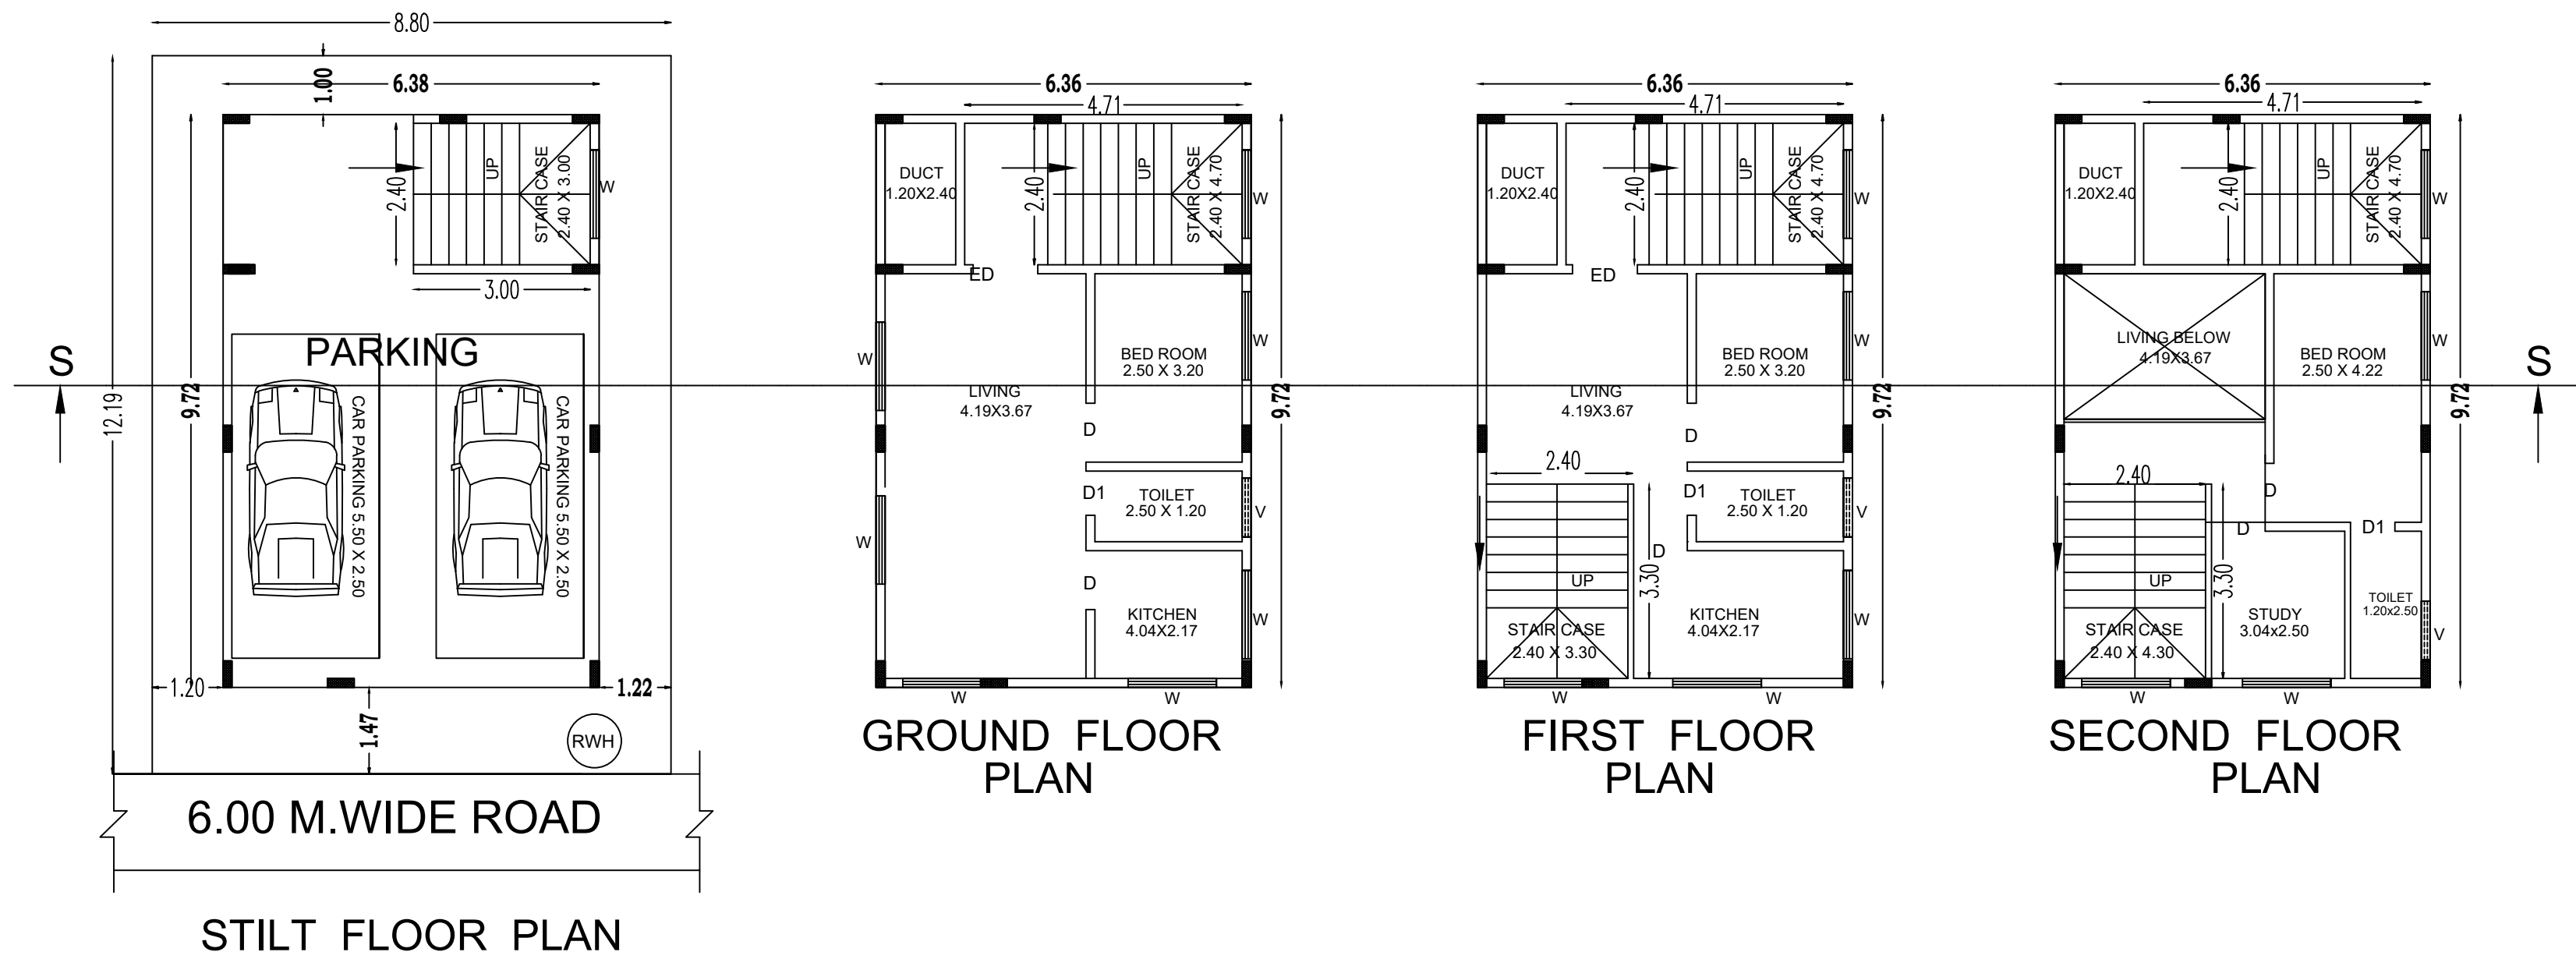 8.80
1.00
6.38
UP
STAIR CASE
2.40 X 3.00
W
2.40
3.00
PARKING
S
12.19
9.72
CAR PARKING 5.50 X 2.50
CAR PARKING 5.50 X 2.50
1.20
1.22
1.47
RWH
6.00 M.WIDE ROAD
STILT FLOOR PLAN
6.36
4.71
DUCT
1.20X2.40
2.40
UP
STAIR CASE
2.40 X 4.70
W
ED
W
W
BED ROOM
2.50 X 3.20
LIVING
4.19X3.67
9.72
D
D1
TOILET
2.50 X 1.20
V
W
D
KITCHEN
4.04X2.17
W
W
W
GROUND FLOOR
PLAN
6.36
4.71
DUCT
1.20X2.40
2.40
UP
STAIR CASE
2.40 X 4.70
W
ED
W
BED ROOM
2.50 X 3.20
LIVING
4.19X3.67
9.72
D
2.40
D1
TOILET
2.50 X 1.20
V
D
3.30
UP
KITCHEN
4.04X2.17
W
STAIR CASE
2.40 X 3.30
W
W
FIRST FLOOR
PLAN
6.36
4.71
DUCT
1.20X2.40
2.40
UP
STAIR CASE
2.40 X 4.70
W
LIVING BELOW
4.19X3.67
W
BED ROOM
2.50 X 4.22
S
9.72
2.40
D
D
D1
3.30
UP
TOILET
1.20x2.50
STUDY
3.04x2.50
V
STAIR CASE
2.40 X 4.30
W
W
SECOND FLOOR
PLAN